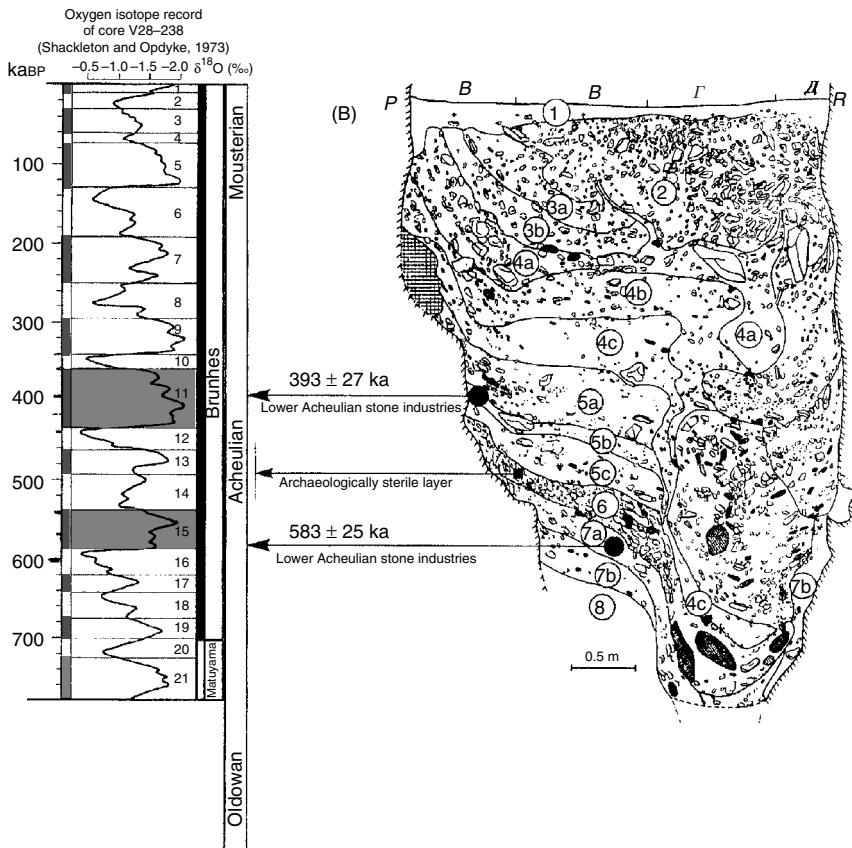 Oxygen isotope record
of core V28–238
(Shackleton and Opdyke, 1973)
kaBP
−0.5 −1.0 −1.5 −2.0 δ¹⁸O (‰)
1
2
3
4
5
6
7
8
9
10
11
12
13
14
15
16
17
18
19
20
21
100
200
300
400
500
600
700
Brunhes
Matuyama
Mousterian
Acheulian
Oldowan
393 ± 27 ka
Lower Acheulian stone industries
Archaeologically sterile layer
583 ± 25 ka
Lower Acheulian stone industries
(B)
P
B
B
Г
Д
R
1
2
3a
3b
4a
4b
4c
4a
5a
5b
5c
6
7a
7b
8
4c
7b
0.5 m